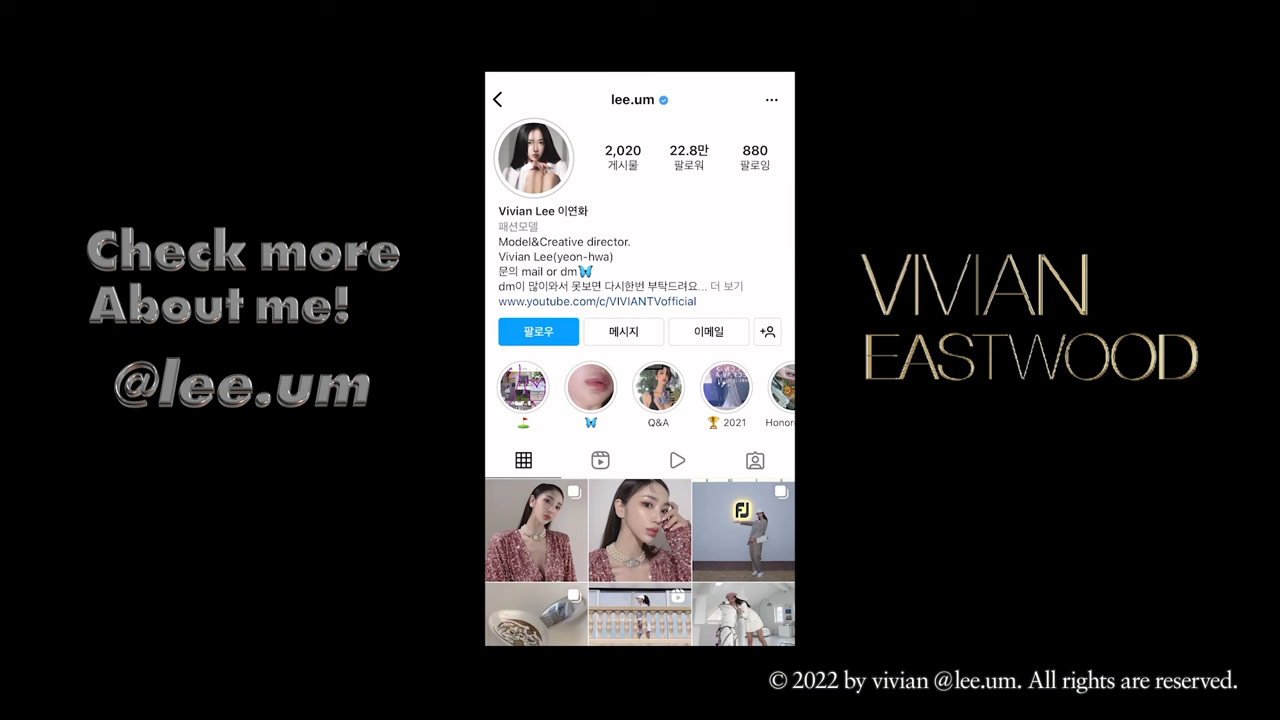 Check more
About me!
@lee.um
lee.um
2,020
게시물
22.8만
팔로워
880
팔로잉
Vivian Lee 이연화
패션모델
Model&Creative director.
Vivian Lee(yeon-hwa)
문의 mail or dm🦋
dm이 많이와서 못보면 다시한번 부탁드려요... 더 보기
www.youtube.com/c/VIVIANTVofficial
팔로우
메시지
이메일
Q&A
🏆 2021
Honor
FJ
VIVIAN
EASTWOOD
© 2022 by vivian @lee.um. All rights are reserved.